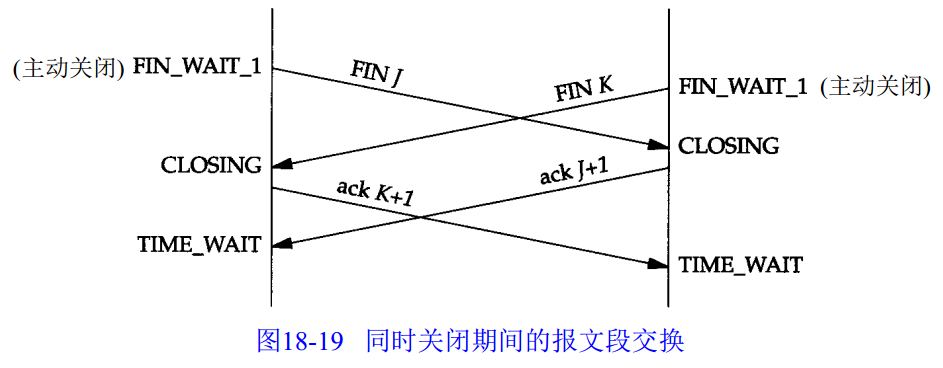 (主动关闭) FIN_WAIT_1
FIN J
FIN K
FIN_WAIT_1 (主动关闭)
CLOSING
CLOSING
ack K+1
ack J+1
TIME_WAIT
TIME_WAIT
图18-19 同时关闭期间的报文段交换